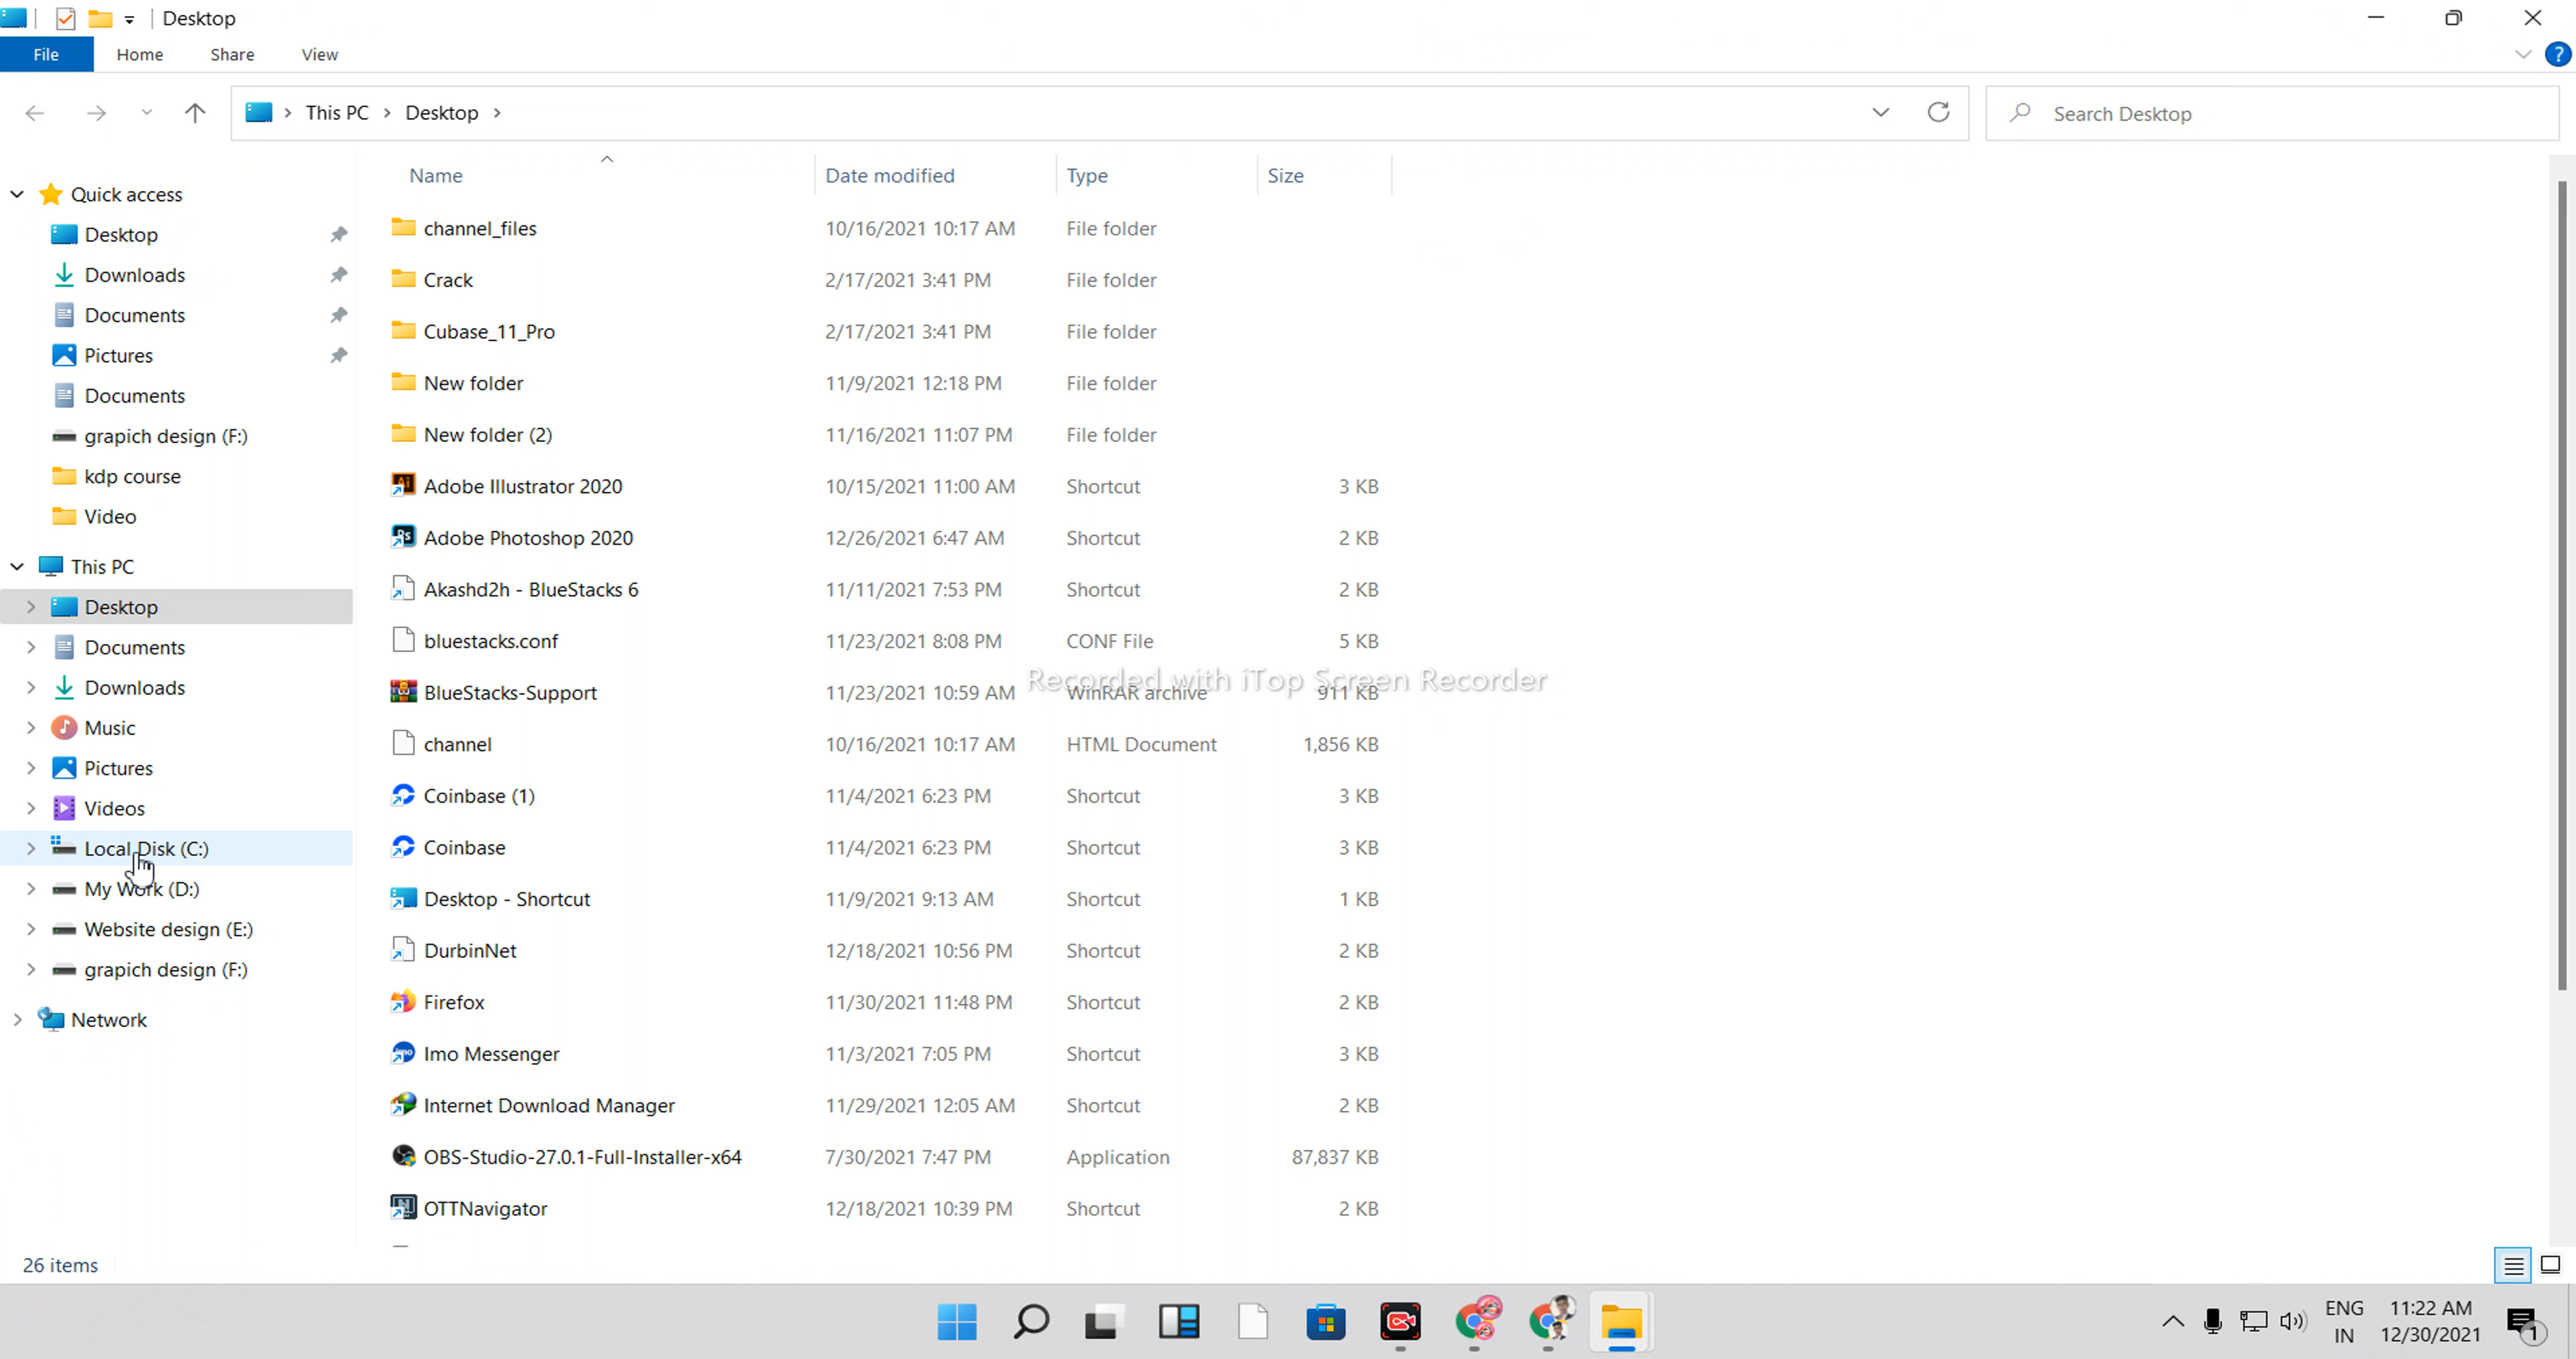 Desktop
File Home Share View
This PC Desktop Search Desktop
Name Date modified Type Size
Quick access
Desktop
Downloads
Documents
Pictures
Documents
grapich design (F:)
kdp course
Video
This PC
Desktop
Documents
Downloads
Music
Pictures
Videos
Local Disk (C:)
My Work (D:)
Website design (E:)
grapich design (F:)
Network
channel_files 10/16/2021 10:17 AM File folder
Crack 2/17/2021 3:41 PM File folder
Cubase_11_Pro 2/17/2021 3:41 PM File folder
New folder 11/9/2021 12:18 PM File folder
New folder (2) 11/16/2021 11:07 PM File folder
Adobe Illustrator 2020 10/15/2021 11:00 AM Shortcut 3 KB
Adobe Photoshop 2020 12/26/2021 6:47 AM Shortcut 2 KB
Akashd2h - BlueStacks 6 11/11/2021 7:53 PM Shortcut 2 KB
bluestacks.conf 11/23/2021 8:08 PM CONF File 5 KB
Recorded with iTop Screen Recorder
BlueStacks-Support 11/23/2021 10:59 AM WinRAR archive 911 KB
channel 10/16/2021 10:17 AM HTML Document 1,856 KB
Coinbase (1) 11/4/2021 6:23 PM Shortcut 3 KB
Coinbase 11/4/2021 6:23 PM Shortcut 3 KB
Desktop - Shortcut 11/9/2021 9:13 AM Shortcut 1 KB
DurbinNet 12/18/2021 10:56 PM Shortcut 2 KB
Firefox 11/30/2021 11:48 PM Shortcut 2 KB
Imo Messenger 11/3/2021 7:05 PM Shortcut 3 KB
Internet Download Manager 11/29/2021 12:05 AM Shortcut 2 KB
OBS-Studio-27.0.1-Full-Installer-x64 7/30/2021 7:47 PM Application 87,837 KB
OTTNavigator 12/18/2021 10:39 PM Shortcut 2 KB
26 items
ENG 11:22 AM
IN 12/30/2021 1